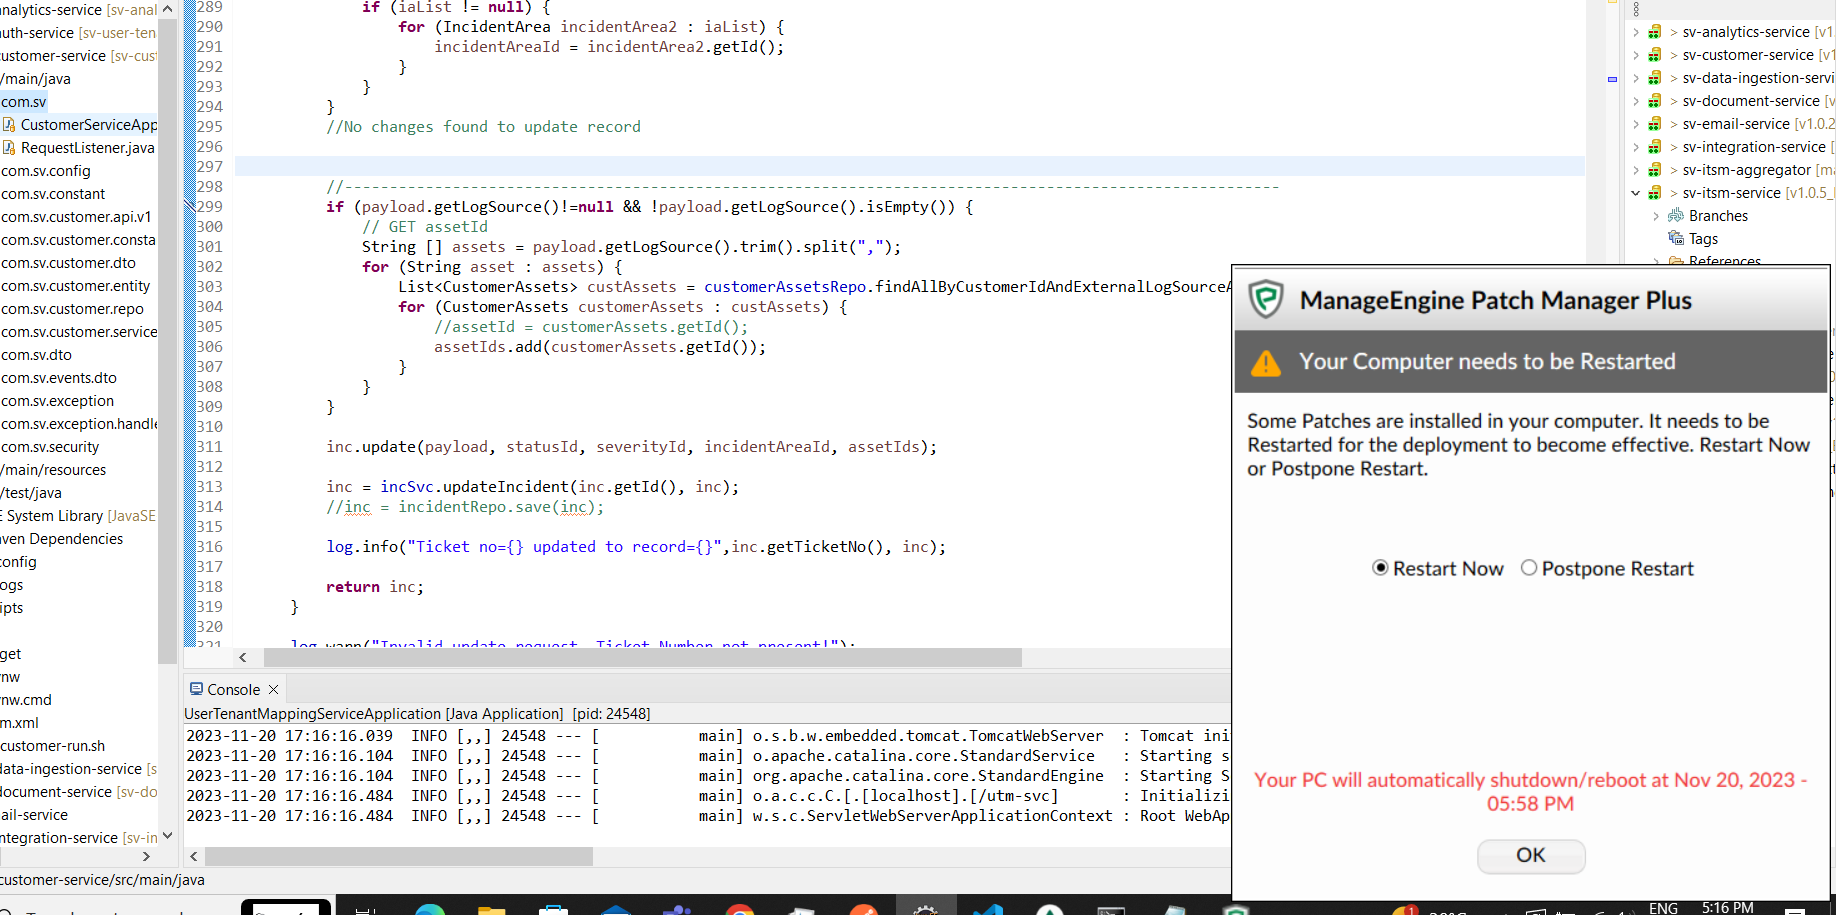 nalytics-service [sv-anal
uth-service [sv-user-ten
ustomer-service [sv-cust
/main/java
com.sv
CustomerServiceApp
RequestListener.java
com.sv.config
com.sv.constant
com.sv.customer.api.v1
com.sv.customer.consta
com.sv.customer.dto
com.sv.customer.entity
com.sv.customer.repo
com.sv.customer.service
com.sv.dto
com.sv.events.dto
com.sv.exception
com.sv.exception.handle
com.sv.security
/main/resources
/test/java
E System Library [JavaSE
ven Dependencies
config
ogs
ipts
get
nw
nw.cmd
m.xml
customer-run.sh
data-ingestion-service [s
document-service [sv-do
ail-service
ntegration-service [sv-in
customer-service/src/main/java
289 if (iaList != null) {
290 for (IncidentArea incidentArea2 : iaList) {
291 incidentAreaId = incidentArea2.getId();
292 }
293 }
294 }
295 //No changes found to update record
296
297
298 //--------------------------------------------------------------------------------------------------------
299 if (payload.getLogSource()!=null && !payload.getLogSource().isEmpty()) {
300 // GET assetId
301 String [] assets = payload.getLogSource().trim().split(",");
302 for (String asset : assets) {
303 List<CustomerAssets> custAssets = customerAssetsRepo.findAllByCustomerIdAndExternalLogSourceA
304 for (CustomerAssets customerAssets : custAssets) {
305 //assetId = customerAssets.getId();
306 assetIds.add(customerAssets.getId());
307 }
308 }
309 }
310
311 inc.update(payload, statusId, severityId, incidentAreaId, assetIds);
312
313 inc = incSvc.updateIncident(inc.getId(), inc);
314 //inc = incidentRepo.save(inc);
315
316 log.info("Ticket no={} updated to record={}",inc.getTicketNo(), inc);
317
318 return inc;
319 }
320
321 log.warn("Invalid update request. Ticket Number not present!");
Console
UserTenantMappingServiceApplication [Java Application] [pid: 24548]
2023-11-20 17:16:16.039 INFO [,,] 24548 --- [ main] o.s.b.w.embedded.tomcat.TomcatWebServer : Tomcat ini
2023-11-20 17:16:16.104 INFO [,,] 24548 --- [ main] o.apache.catalina.core.StandardService : Starting s
2023-11-20 17:16:16.104 INFO [,,] 24548 --- [ main] org.apache.catalina.core.StandardEngine : Starting S
2023-11-20 17:16:16.484 INFO [,,] 24548 --- [ main] o.a.c.c.C.[.[localhost].[/utm-svc] : Initializi
2023-11-20 17:16:16.484 INFO [,,] 24548 --- [ main] w.s.c.ServletWebServerApplicationContext : Root WebAp
> sv-analytics-service [v1.
> sv-customer-service [v1
> sv-data-ingestion-servi
> sv-document-service [v
> sv-email-service [v1.0.2
> sv-integration-service [
> sv-itsm-aggregator [ma
> sv-itsm-service [v1.0.5_
Branches
Tags
References
ManageEngine Patch Manager Plus
Your Computer needs to be Restarted
Some Patches are installed in your computer. It needs to be
Restarted for the deployment to become effective. Restart Now
or Postpone Restart.
Restart Now Postpone Restart
Your PC will automatically shutdown/reboot at Nov 20, 2023 -
05:58 PM
OK
ENG 5:16 PM